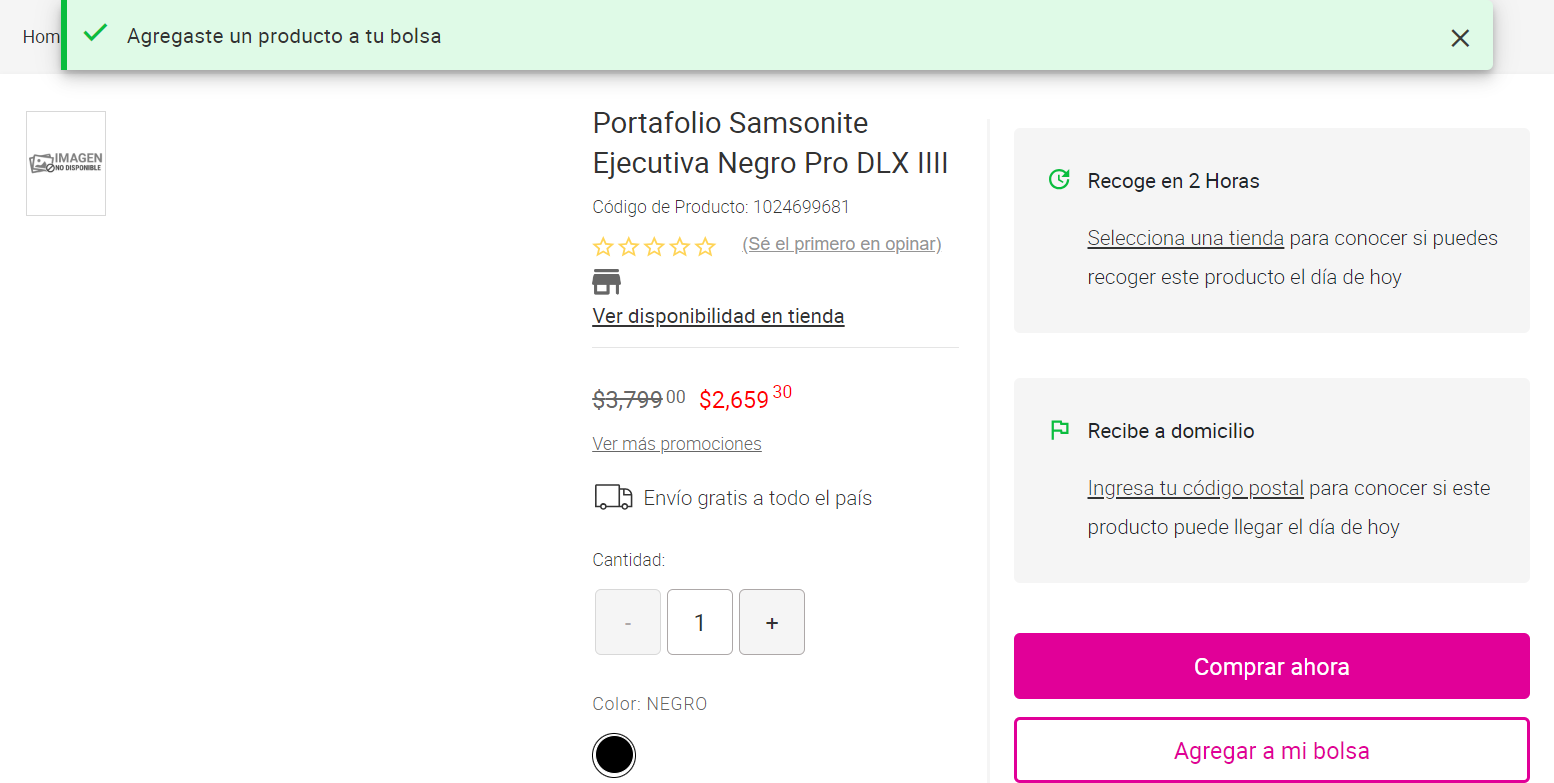 Hom
Agregaste un producto a tu bolsa
IMAGEN
NO DISPONIBLE
Portafolio Samsonite
Ejecutiva Negro Pro DLX IIII
Código de Producto: 1024699681
(Sé el primero en opinar)
Ver disponibilidad en tienda
$3,799 00 $2,659 30
Ver más promociones
Envío gratis a todo el país
Cantidad:
- 1 +
Color: NEGRO
Recoge en 2 Horas
Selecciona una tienda para conocer si puedes
recoger este producto el día de hoy
Recibe a domicilio
Ingresa tu código postal para conocer si este
producto puede llegar el día de hoy
Comprar ahora
Agregar a mi bolsa